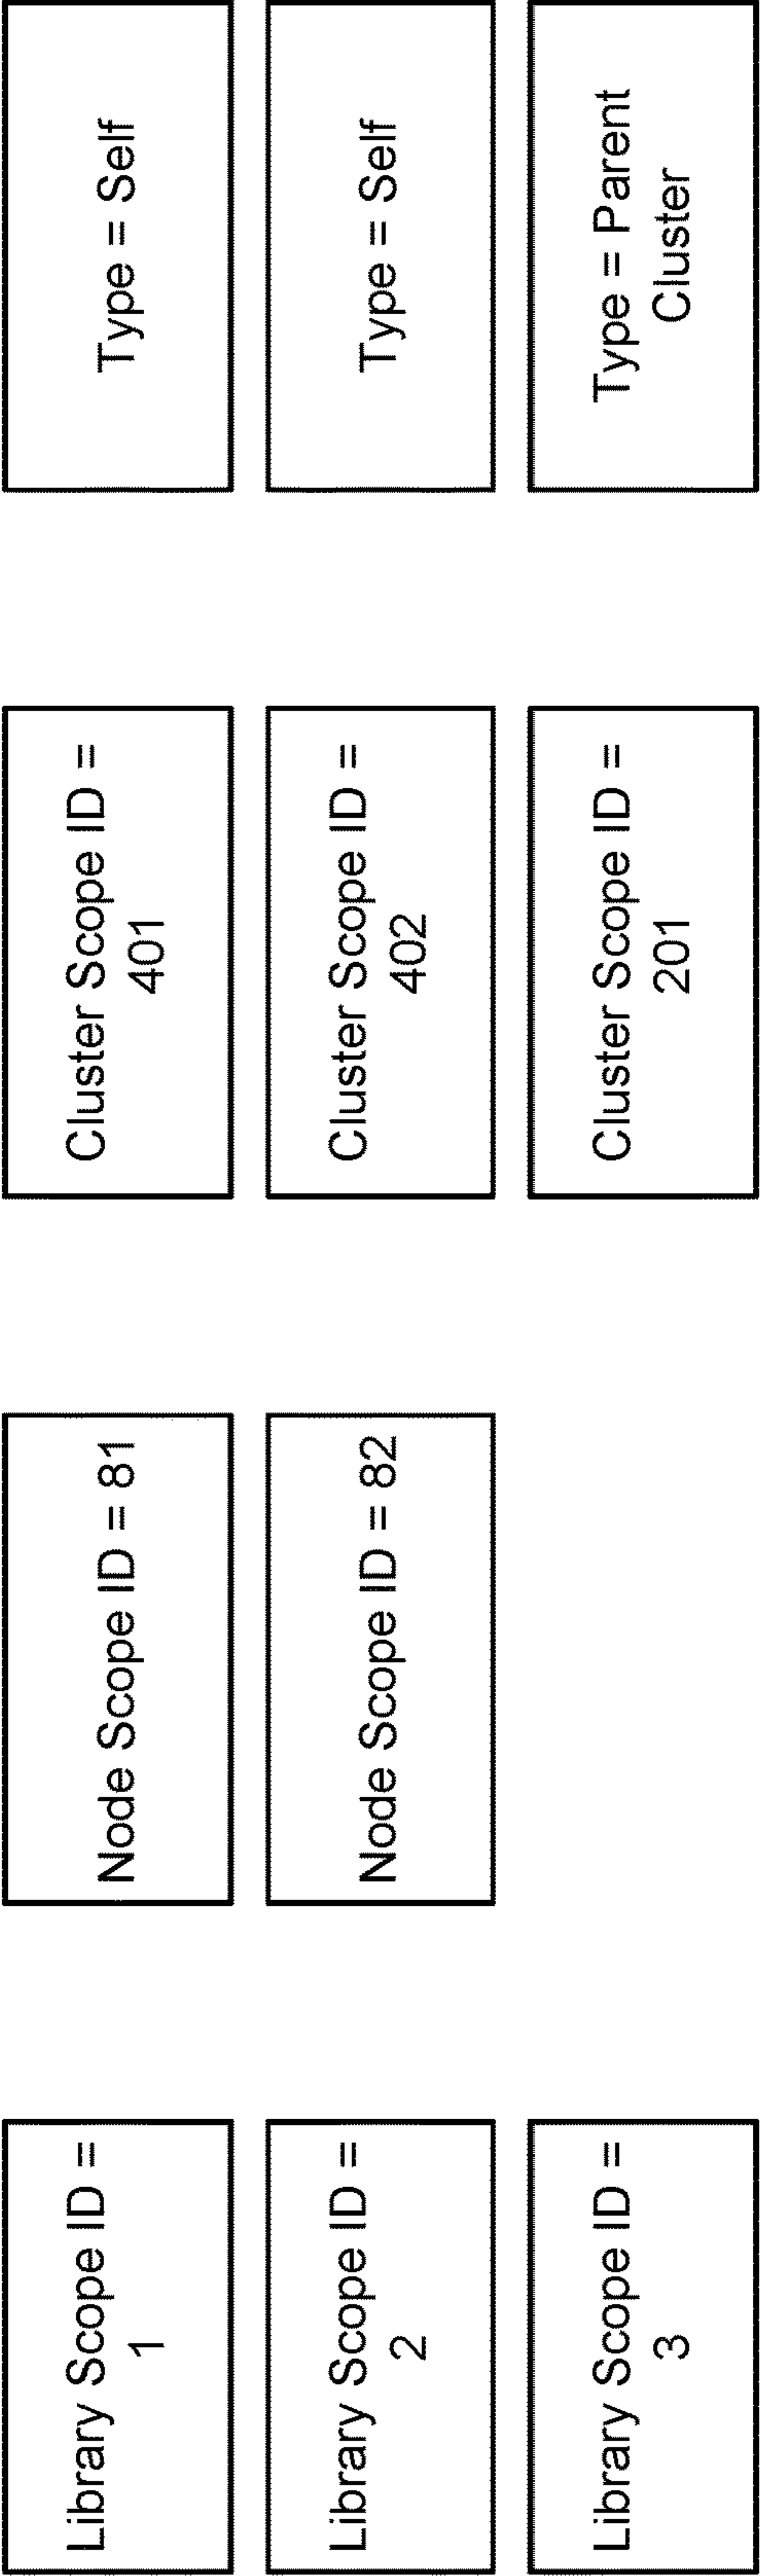 Library Scope ID =
1
Node Scope ID = 81
Cluster Scope ID =
401
Type = Self
Library Scope ID =
2
Node Scope ID = 82
Cluster Scope ID =
402
Type = Self
Library Scope ID =
3
Cluster Scope ID =
201
Type = Parent
Cluster